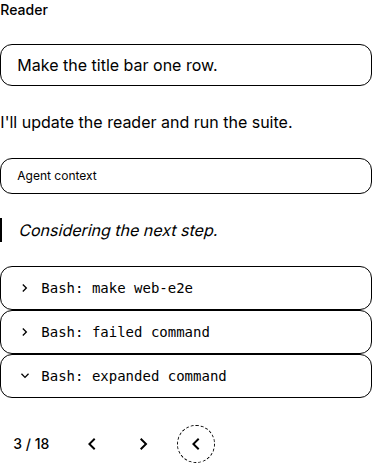 Reader
Make the title bar one row.
I'll update the reader and run the suite.
Agent context
Considering the next step.
Bash: make web-e2e
Bash: failed command
Bash: expanded command
3 / 18